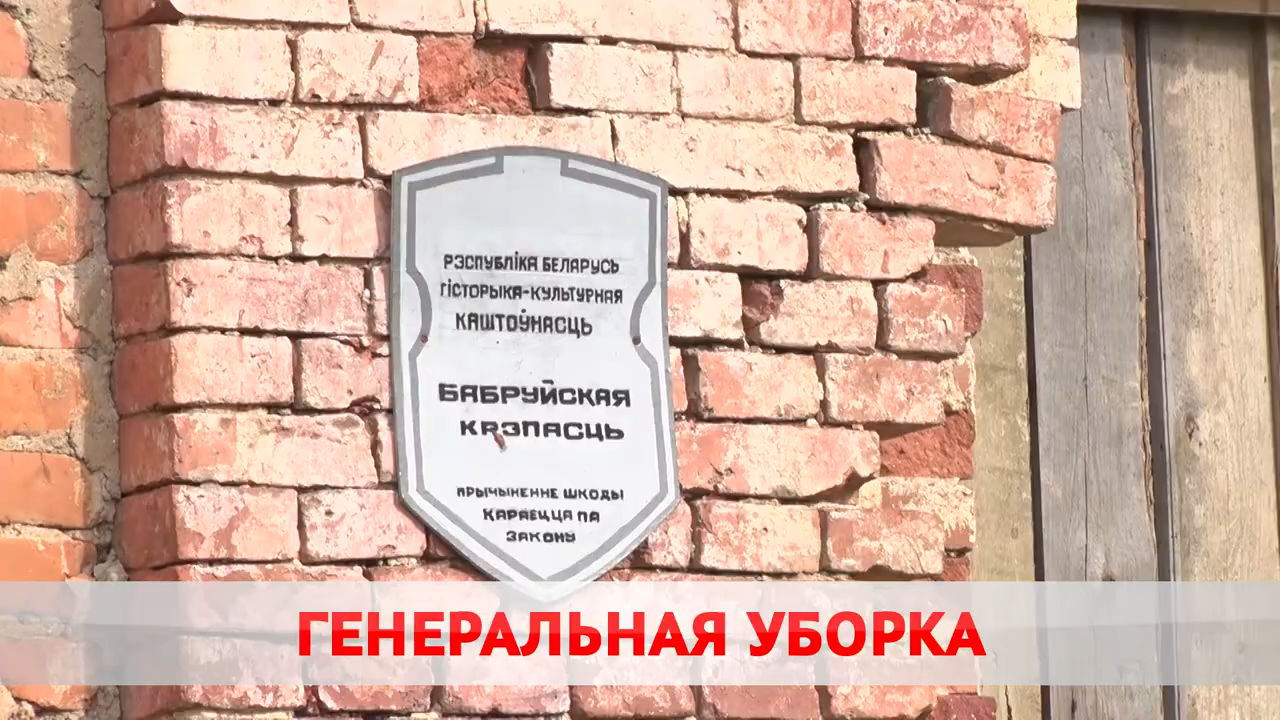 РЭСПУБЛІКА БЕЛАРУСЬ
ГІСТОРЫКА-КУЛЬТУРНАЯ
КАШТОЎНАСЦЬ
БАБРУЙСКАЯ
КРЭПАСЦЬ
ПРЫЧЫНЕННЕ ШКОДЫ
КАРАЕЦЦА ПА
ЗАКОНУ
ГЕНЕРАЛЬНАЯ УБОРКА